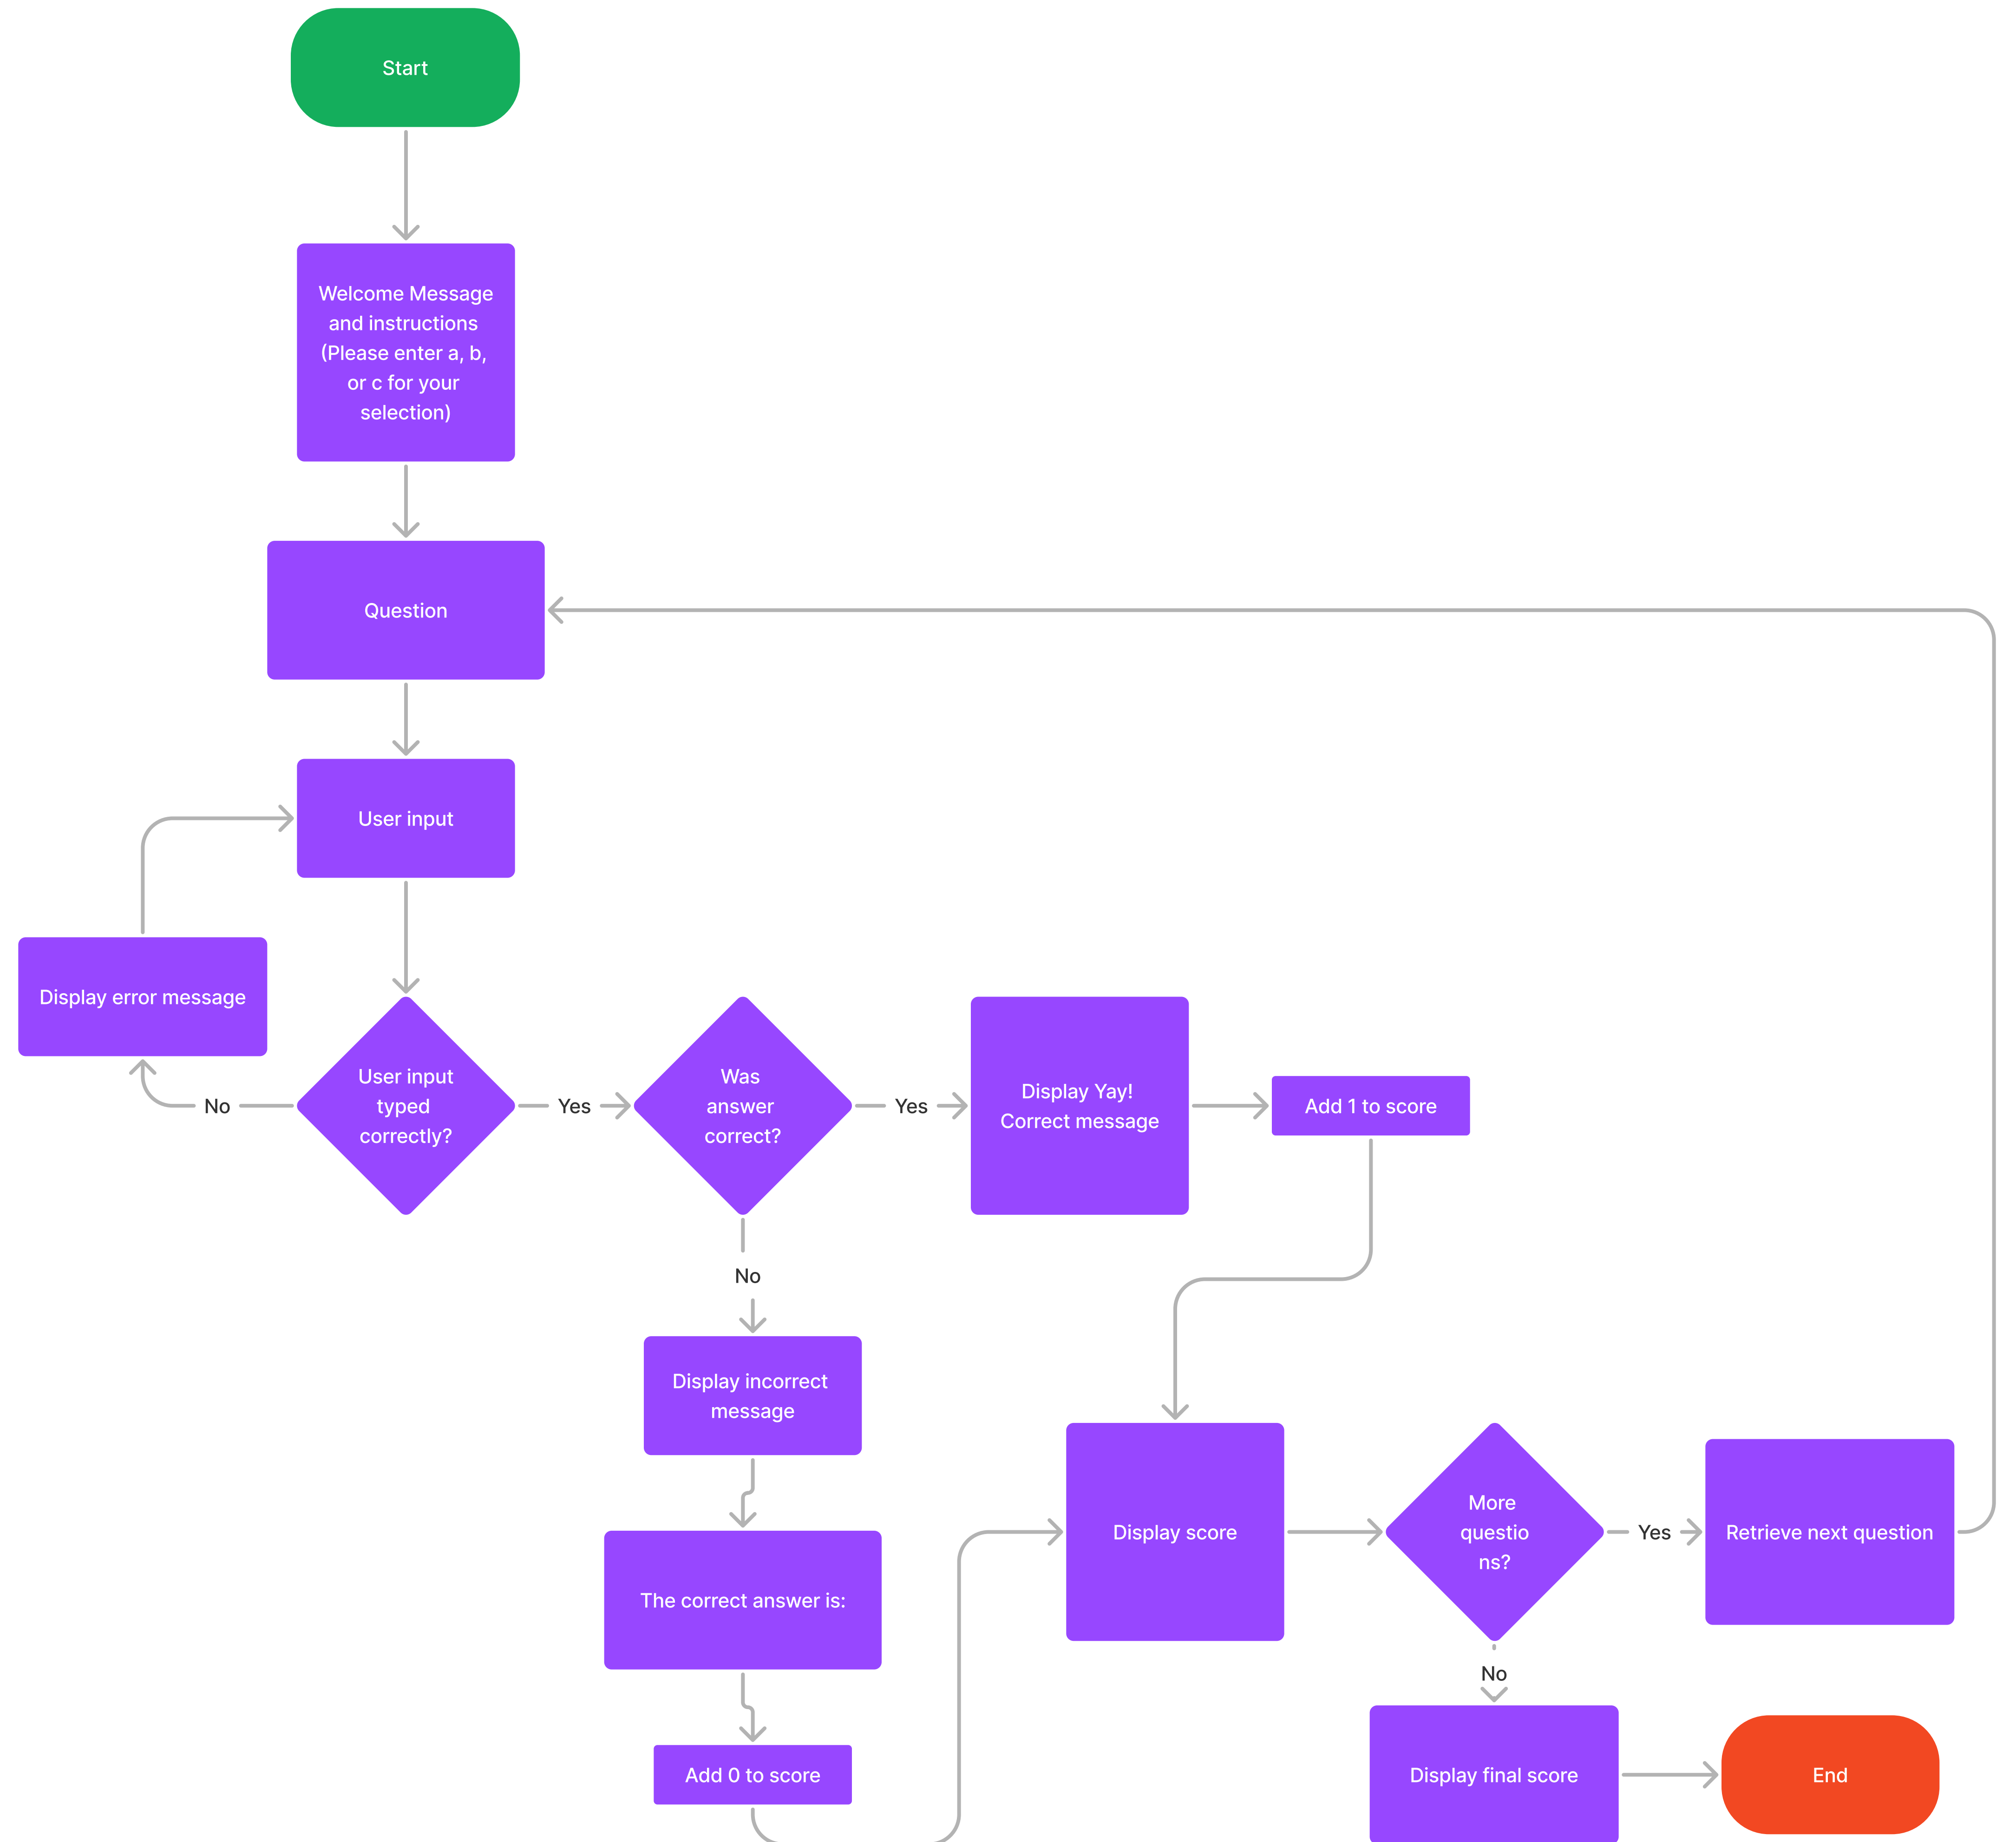 Start
Welcome Message
and instructions
(Please enter a, b,
or c for your
selection)
Question
User input
Display error message
User input
typed
correctly?
No
Yes
Was
answer
correct?
Yes
Display Yay!
Correct message
Add 1 to score
No
Display incorrect
message
The correct answer is:
Add 0 to score
Display score
More
questio
ns?
Yes
Retrieve next question
No
Display final score
End